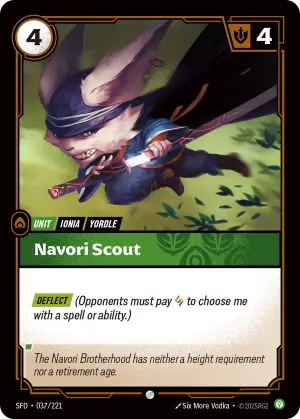 4
4
UNIT IONIA YORDLE
Navori Scout
DEFLECT (Opponents must pay to choose me
with a spell or ability.)
The Navori Brotherhood has neither a height requirement
nor a retirement age.
SFD • 037/221 Six More Vodka • ©2025RGI